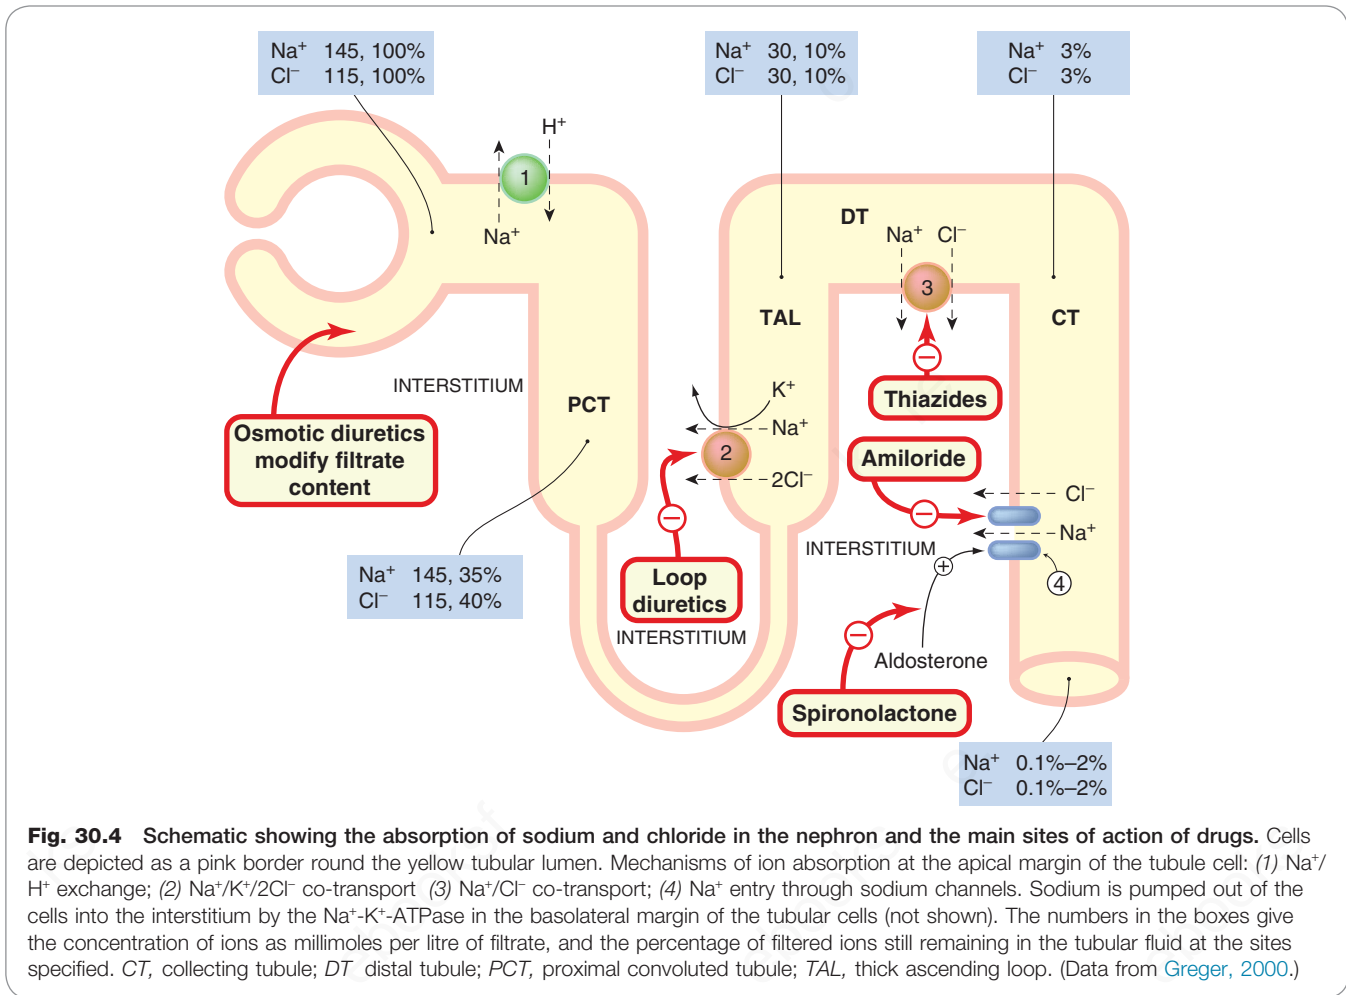 Na⁺ 145, 100%
Cl⁻ 115, 100%
Na⁺ 30, 10%
Cl⁻ 30, 10%
Na⁺ 3%
Cl⁻ 3%
H⁺
1
Na⁺
DT
Na⁺ Cl⁻
3
TAL
CT
INTERSTITIUM
PCT
K⁺
Na⁺
2
2Cl⁻
Thiazides
Osmotic diuretics
modify filtrate
content
Amiloride
Cl⁻
Na⁺
INTERSTITIUM
4
Na⁺ 145, 35%
Cl⁻ 115, 40%
Loop
diuretics
INTERSTITIUM
Aldosterone
Spironolactone
Na⁺ 0.1%–2%
Cl⁻ 0.1%–2%
Fig. 30.4 Schematic showing the absorption of sodium and chloride in the nephron and the main sites of action of drugs. Cells
are depicted as a pink border round the yellow tubular lumen. Mechanisms of ion absorption at the apical margin of the tubule cell: (1) Na⁺/
H⁺ exchange; (2) Na⁺/K⁺/2Cl⁻ co-transport (3) Na⁺/Cl⁻ co-transport; (4) Na⁺ entry through sodium channels. Sodium is pumped out of the
cells into the interstitium by the Na⁺-K⁺-ATPase in the basolateral margin of the tubular cells (not shown). The numbers in the boxes give
the concentration of ions as millimoles per litre of filtrate, and the percentage of filtered ions still remaining in the tubular fluid at the sites
specified. CT, collecting tubule; DT distal tubule; PCT, proximal convoluted tubule; TAL, thick ascending loop. (Data from Greger, 2000.)